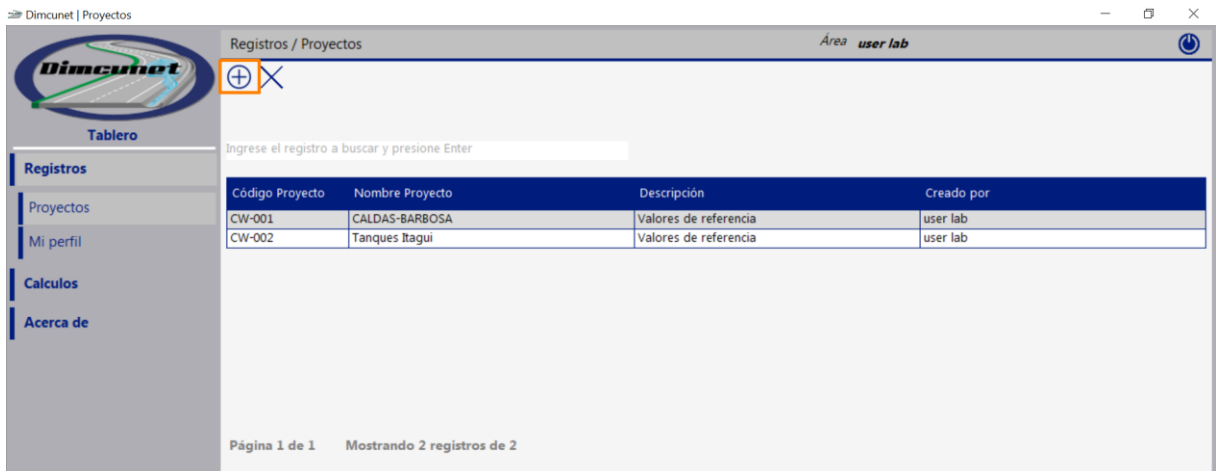 Dimcunet | Proyectos
Dimcunet
Registros / Proyectos
Área user lab
Tablero
Ingrese el registro a buscar y presione Enter
Registros
Proyectos
Mi perfil
Calculos
Acerca de
Código Proyecto Nombre Proyecto Descripción Creado por
CW-001 CALDAS-BARBOSA Valores de referencia user lab
CW-002 Tanques Itagui Valores de referencia user lab
Página 1 de 1 Mostrando 2 registros de 2